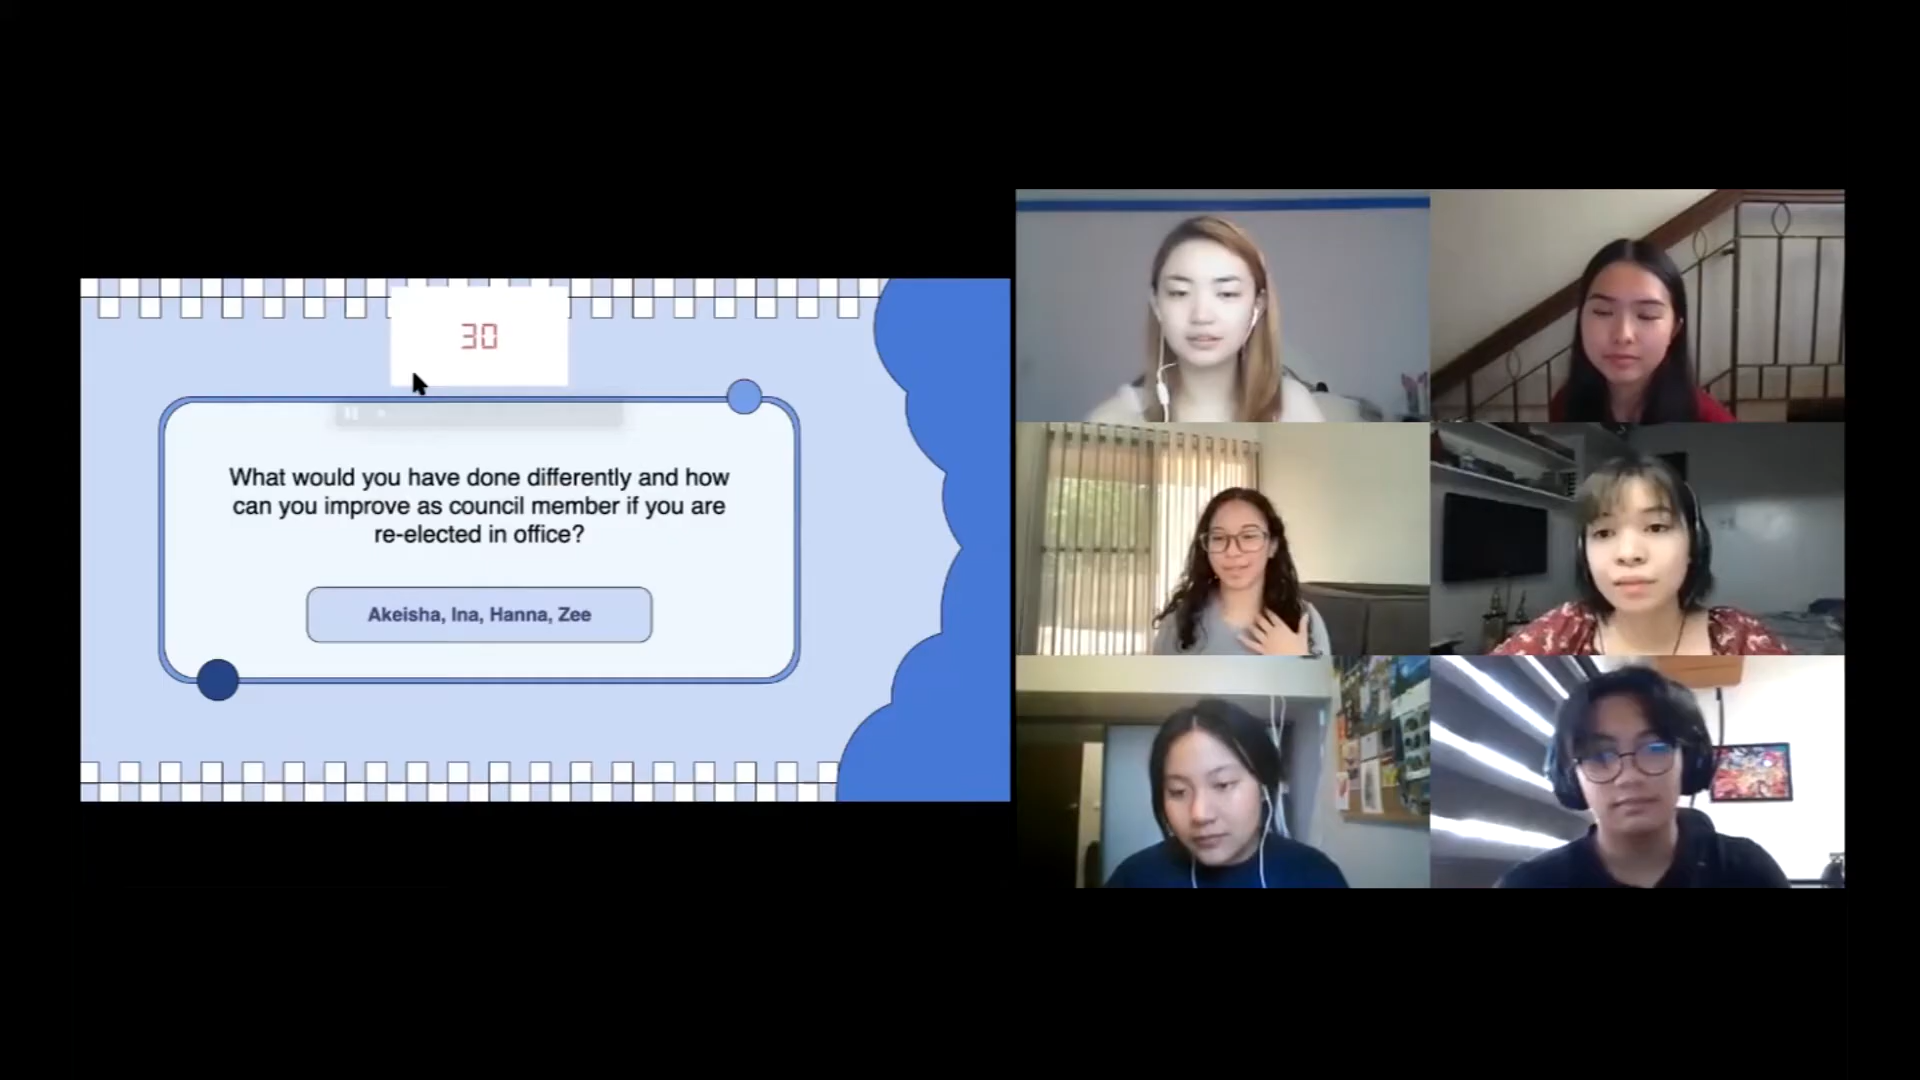 30
What would you have done differently and how
can you improve as council member if you are
re-elected in office?
Akeisha, Ina, Hanna, Zee